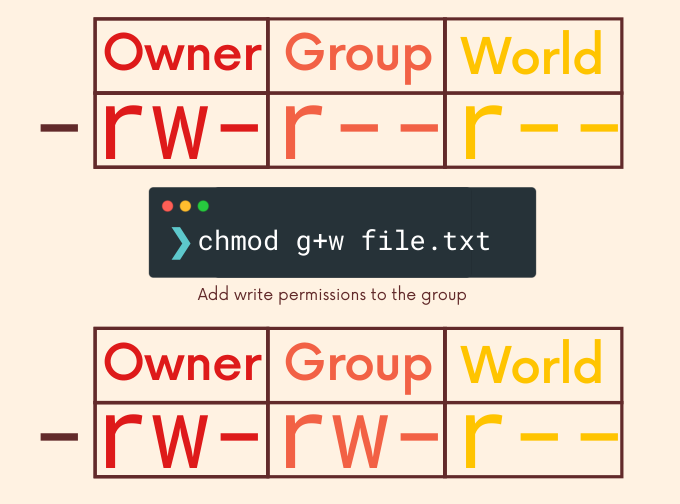 Owner Group World
- rw- r-- r--
❯ chmod g+w file.txt
Add write permissions to the group
Owner Group World
- rw- rw- r--